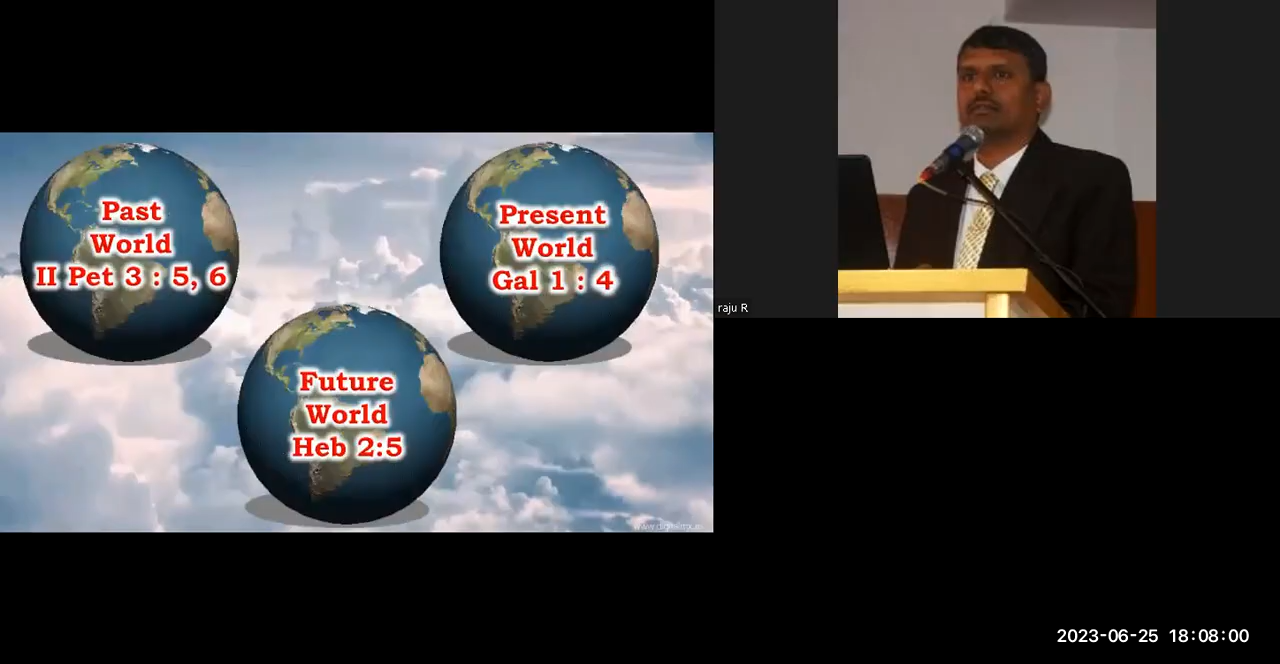 Past
World
II Pet 3 : 5, 6
Present
World
Gal 1 : 4
Future
World
Heb 2:5
raju R
2023-06-25 18:08:00